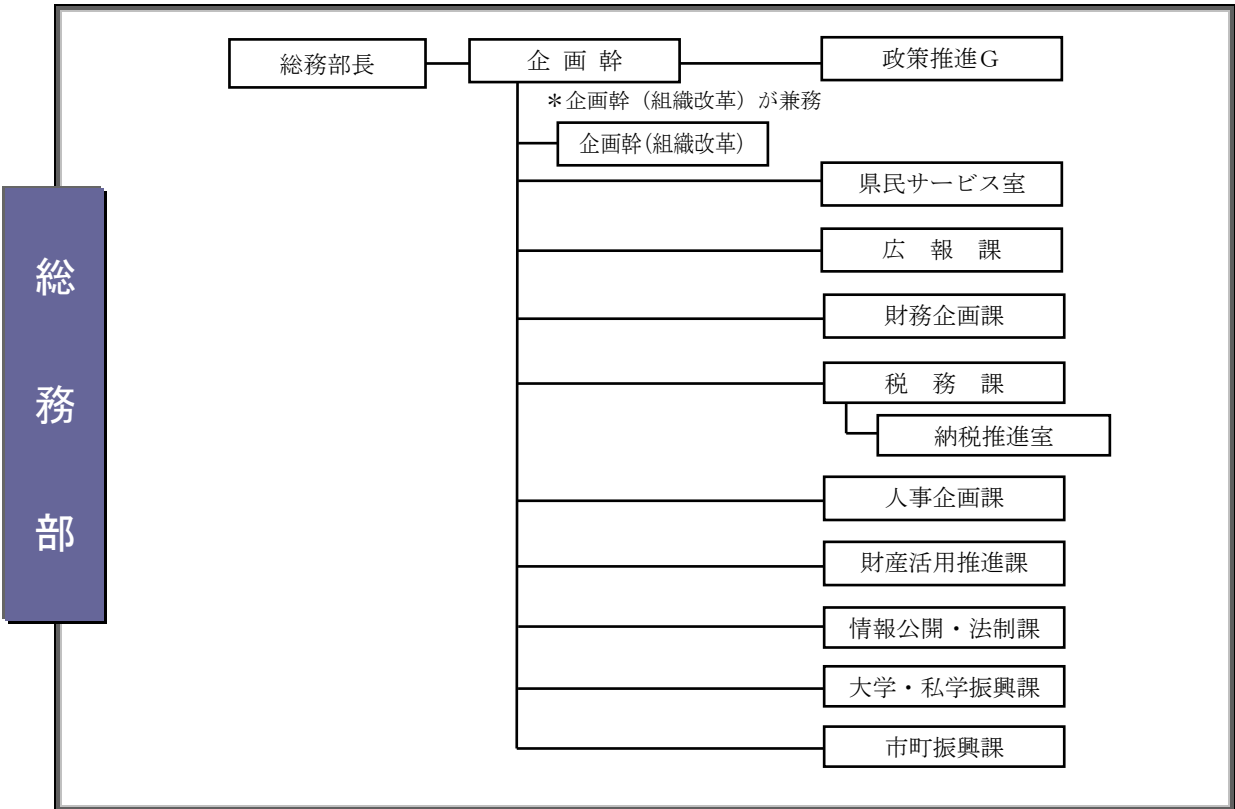 総務部
総務部長
企画幹
政策推進G
＊企画幹（組織改革）が兼務
企画幹(組織改革)
県民サービス室
広報課
財務企画課
税務課
納税推進室
人事企画課
財産活用推進課
情報公開・法制課
大学・私学振興課
市町振興課